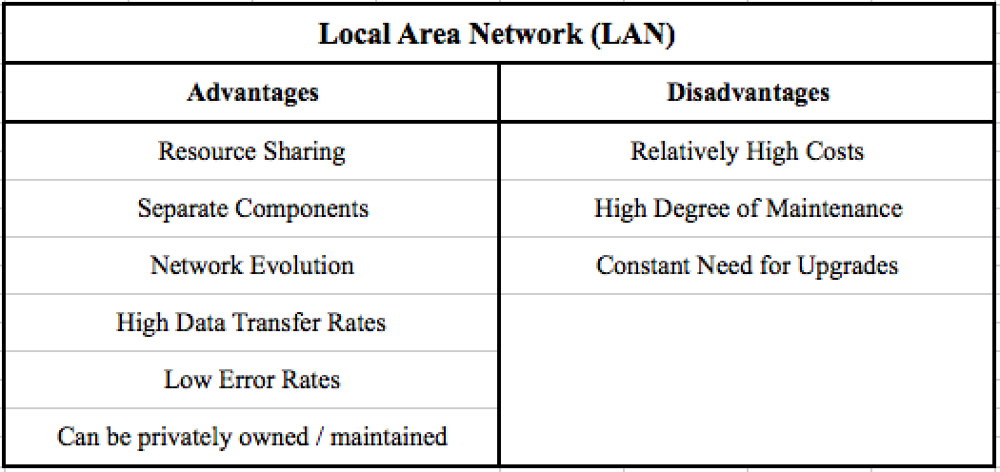 Local Area Network (LAN)
Advantages Disadvantages
Resource Sharing Relatively High Costs
Separate Components High Degree of Maintenance
Network Evolution Constant Need for Upgrades
High Data Transfer Rates
Low Error Rates
Can be privately owned / maintained